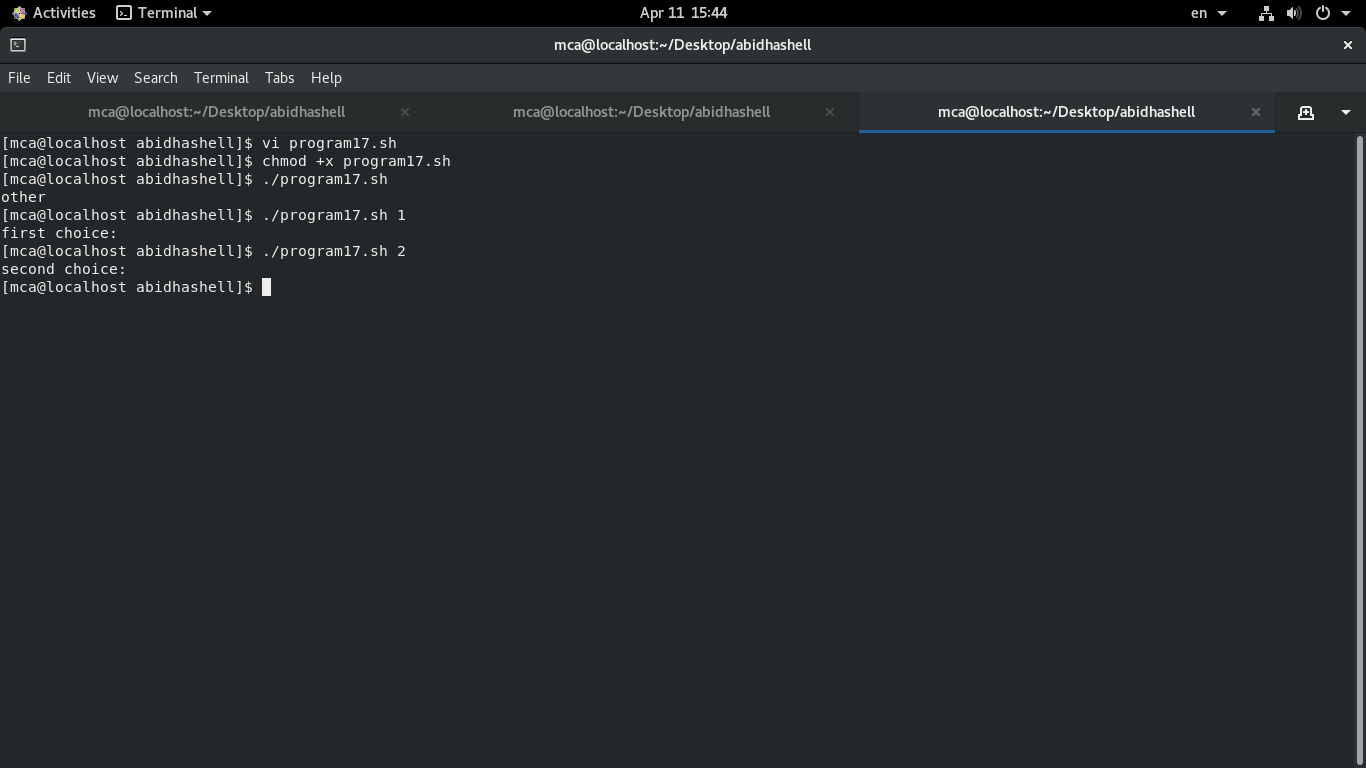 Activities Terminal Apr 11 15:44 en
mca@localhost:~/Desktop/abidhashell
File Edit View Search Terminal Tabs Help
mca@localhost:~/Desktop/abidhashell mca@localhost:~/Desktop/abidhashell mca@localhost:~/Desktop/abidhashell
[mca@localhost abidhashell]$ vi program17.sh
[mca@localhost abidhashell]$ chmod +x program17.sh
[mca@localhost abidhashell]$ ./program17.sh
other
[mca@localhost abidhashell]$ ./program17.sh 1
first choice:
[mca@localhost abidhashell]$ ./program17.sh 2
second choice:
[mca@localhost abidhashell]$